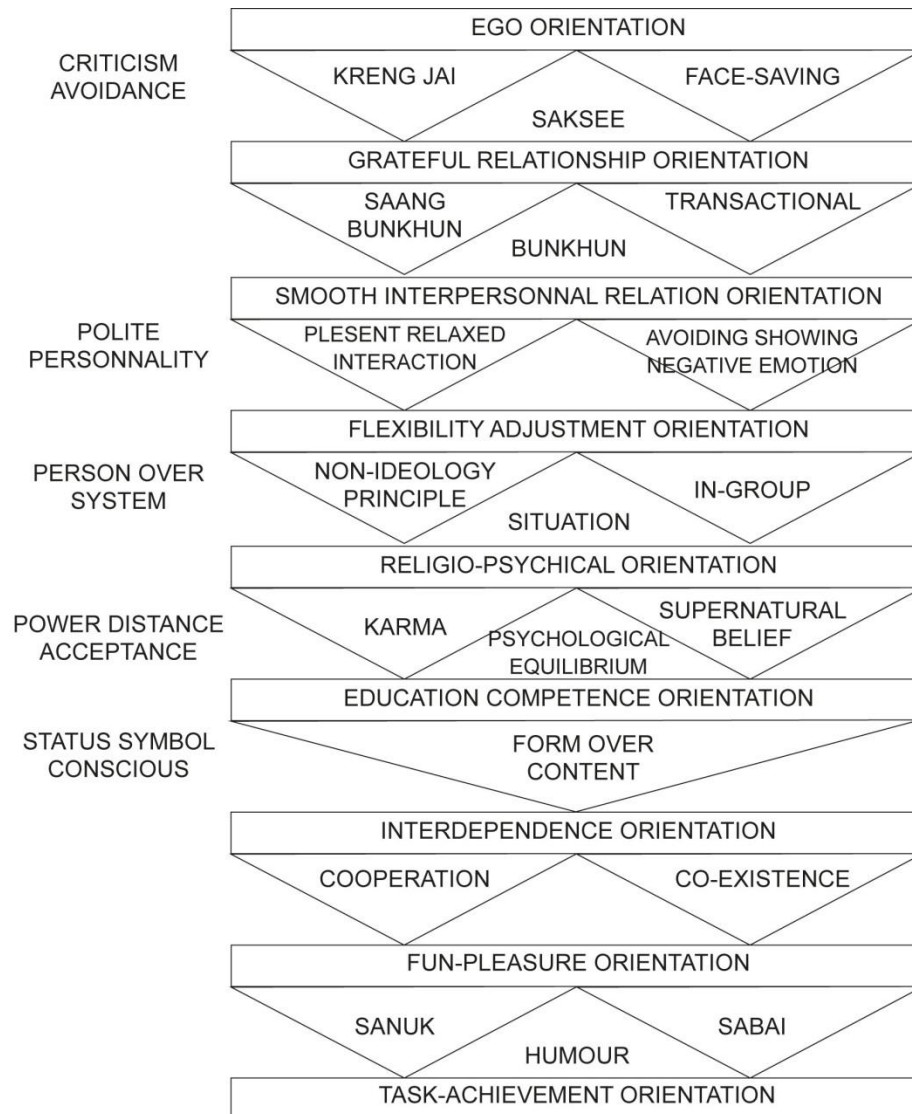 EGO ORIENTATION
CRITICISM
AVOIDANCE
KRENG JAI
FACE-SAVING
SAKSEE
GRATEFUL RELATIONSHIP ORIENTATION
SAANG
BUNKHUN
TRANSACTIONAL
BUNKHUN
SMOOTH INTERPERSONNAL RELATION ORIENTATION
POLITE
PERSONNALITY
PLESENT RELAXED
INTERACTION
AVOIDING SHOWING
NEGATIVE EMOTION
FLEXIBILITY ADJUSTMENT ORIENTATION
PERSON OVER
SYSTEM
NON-IDEOLOGY
PRINCIPLE
IN-GROUP
SITUATION
RELIGIO-PSYCHICAL ORIENTATION
POWER DISTANCE
ACCEPTANCE
KARMA
SUPERNATURAL
BELIEF
PSYCHOLOGICAL
EQUILIBRIUM
EDUCATION COMPETENCE ORIENTATION
STATUS SYMBOL
CONSCIOUS
FORM OVER
CONTENT
INTERDEPENDENCE ORIENTATION
COOPERATION
CO-EXISTENCE
FUN-PLEASURE ORIENTATION
SANUK
SABAI
HUMOUR
TASK-ACHIEVEMENT ORIENTATION